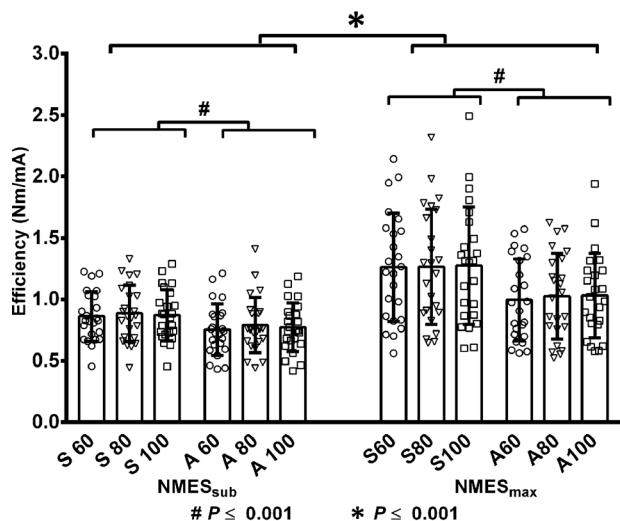 *
3.0
#
#
2.5
2.0
1.5
1.0
0.5
0.0
Efficiency (Nm/mA)
S 60 S 80 S 100 A 60 A 80 A 100 S60 S80 S100 A60 A80 A100
NMESsub NMESmax
# P ≤ 0.001 * P ≤ 0.001